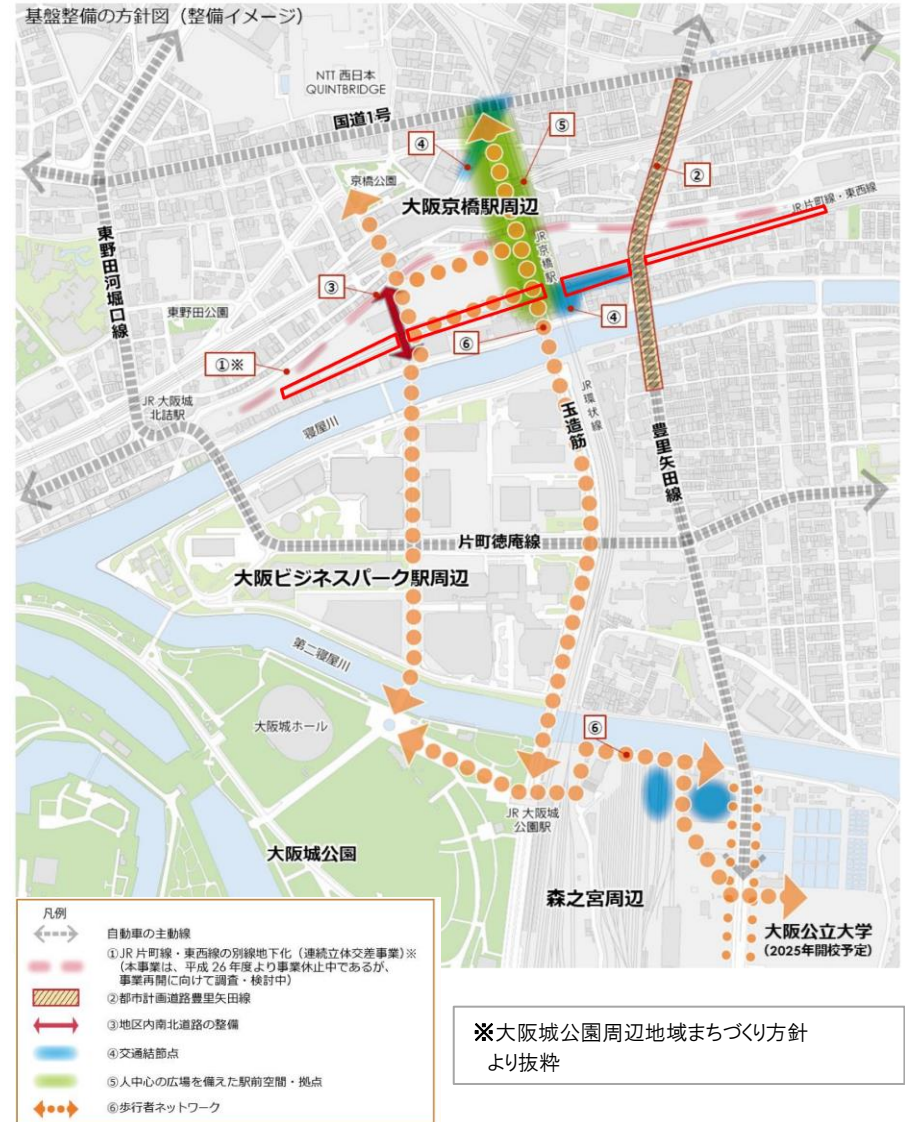 基盤整備の方針図（整備イメージ）
NTT 西日本
QUINTBRIDGE
国道1号
④
⑤
②
京橋公園
大阪京橋駅周辺
JR片町線・東西線
東野田河堀口線
JR京橋駅
③
東野田公園
④
⑥
①※
JR 大阪城
北詰駅
寝屋川
JR環状線
玉造筋
豊里矢田線
片町徳庵線
大阪ビジネスパーク駅周辺
第二寝屋川
大阪城ホール
⑥
JR 大阪城
公園駅
大阪城公園
森之宮周辺
大阪公立大学
（2025年開校予定）
凡例
自動車の主動線
①JR 片町線・東西線の別線地下化（連続立体交差事業）※
（本事業は、平成 26 年度より事業休止中であるが、
事業再開に向けて調査・検討中）
②都市計画道路豊里矢田線
③地区内南北道路の整備
④交通結節点
⑤人中心の広場を備えた駅前空間・拠点
⑥歩行者ネットワーク
※大阪城公園周辺地域まちづくり方針
より抜粋